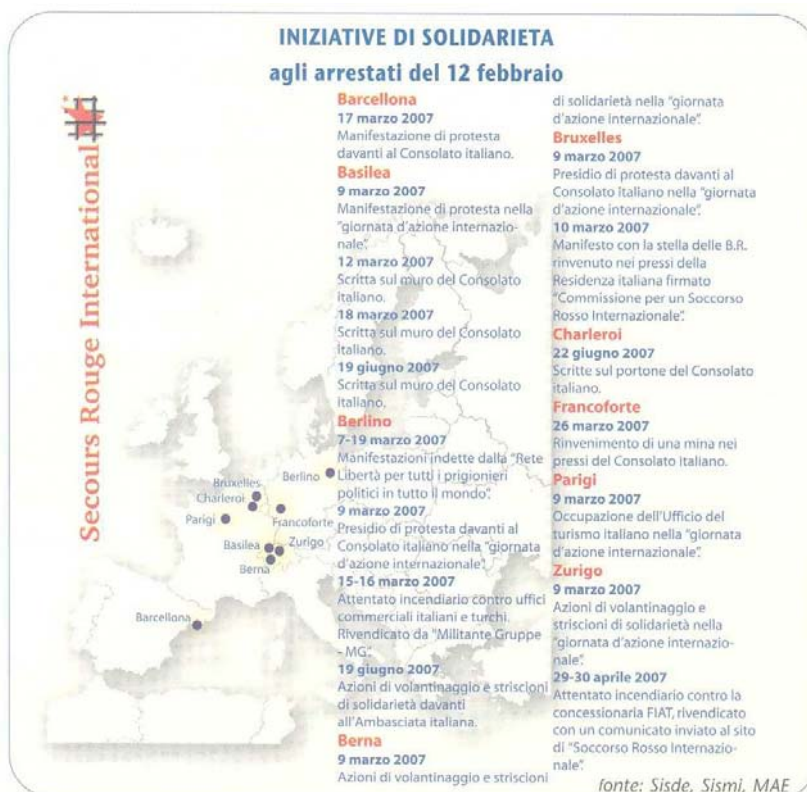 INIZIATIVE DI SOLIDARIETA
agli arrestati del 12 febbraio
Secours Rouge International
Barcellona
17 marzo 2007
Manifestazione di protesta
davanti al Consolato italiano.
Basilea
9 marzo 2007
Manifestazione di protesta nella
"giornata d'azione internazio-
nale".
12 marzo 2007
Scritta sul muro del Consolato
italiano.
18 marzo 2007
Scritta sul muro del Consolato
italiano.
19 giugno 2007
Scritta sul muro del Consolato
italiano.
Berlino
7-19 marzo 2007
Manifestazioni indette dalla "Rete
Libertà per tutti i prigionieri
politici in tutto il mondo".
9 marzo 2007
Presidio di protesta davanti al
Consolato italiano nella "giornata
d'azione internazionale".
15-16 marzo 2007
Attentato incendiario contro uffici
commerciali italiani e turchi.
Rivendicato da "Militante Gruppe
- MG".
19 giugno 2007
Azioni di volantinaggio e striscioni
di solidarietà davanti
all'Ambasciata italiana.
Berna
9 marzo 2007
Azioni di volantinaggio e striscioni
di solidarietà nella "giornata
d'azione internazionale".
Bruxelles
9 marzo 2007
Presidio di protesta davanti al
Consolato italiano nella "giornata
d'azione internazionale".
10 marzo 2007
Manifesto con la stella delle B.R.
rinvenuto nei pressi della
Residenza italiana firmato
"Commissione per un Soccorso
Rosso Internazionale".
Charleroi
22 giugno 2007
Scritte sul portone del Consolato
italiano.
Francoforte
26 marzo 2007
Rinvenimento di una mina nei
pressi del Consolato italiano.
Parigi
9 marzo 2007
Occupazione dell'Ufficio del
turismo italiano nella "giornata
d'azione internazionale".
Zurigo
9 marzo 2007
Azioni di volantinaggio e
striscioni di solidarietà nella
"giornata d'azione internazio-
nale".
29-30 aprile 2007
Attentato incendiario contro la
concessionaria FIAT, rivendicato
con un comunicato inviato al sito
di "Soccorso Rosso Internazio-
nale".
Berlino
Bruxelles
Charleroi
Parigi
Francoforte
Basilea
Zurigo
Berna
Barcellona
fonte: Sisde, Sismi, MAE